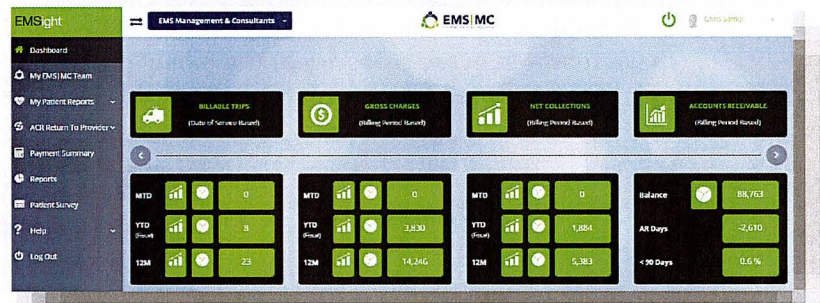 EMSight
EMS Management & Consultants
EMS|MC
Dashboard
My EMS|MC Team
My Patient Reports
ACR Return To Provider
Payment Summary
Reports
Patient Survey
Help
Log Out
BILLABLE TRIPS
(Date of Service Based)
GROSS CHARGES
(Billing Period Based)
NET COLLECTIONS
(Billing Period Based)
ACCOUNTS RECEIVABLE
(Billing Period Based)
MTD 0
YTD (Fiscal) 8
12M 23
MTD 0
YTD (Fiscal) 3,830
12M 14,246
MTD 0
YTD (Fiscal) 1,884
12M 5,383
Balance 88,763
AR Days -2,610
< 90 Days 0.6 %